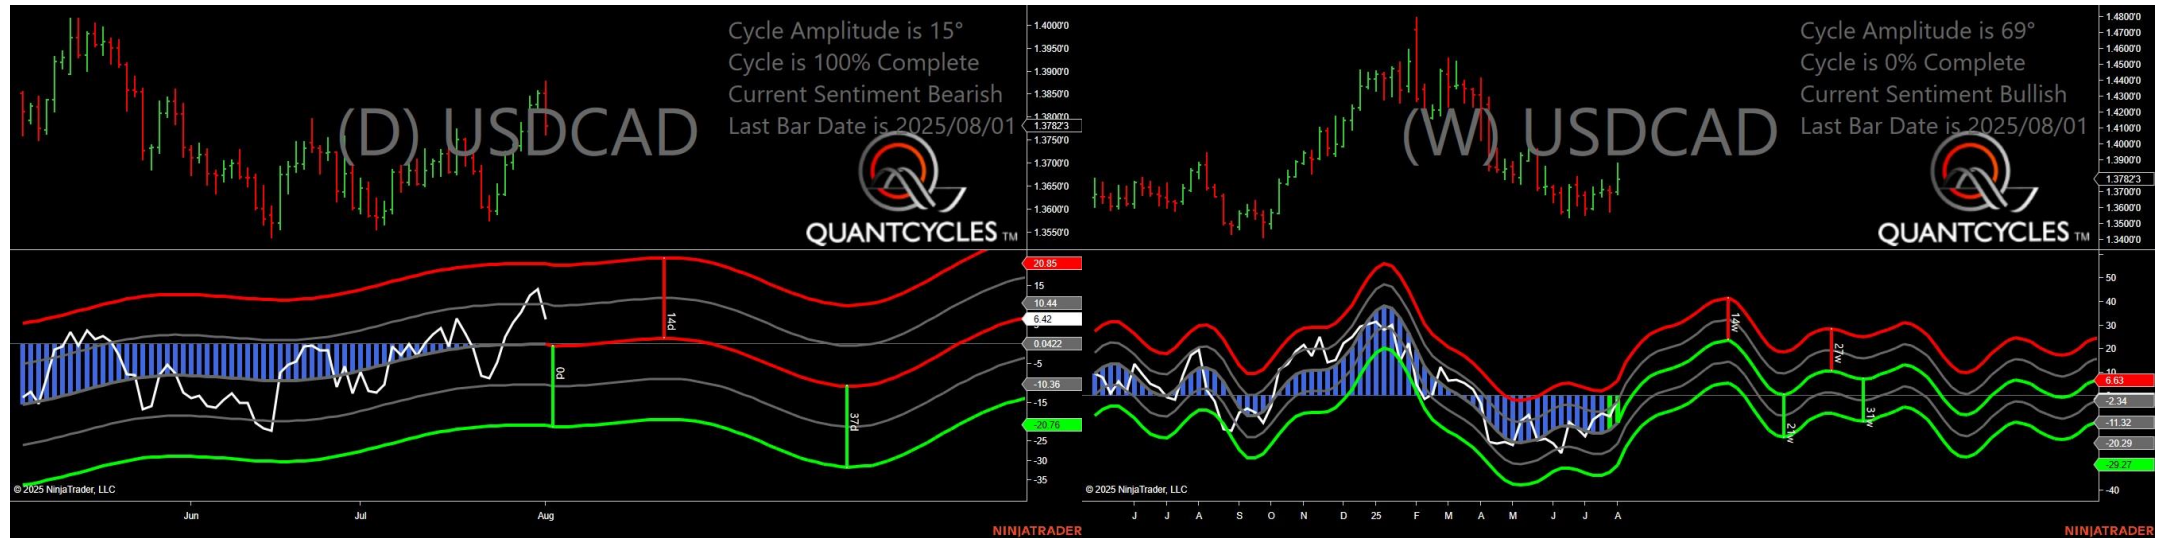 Cycle Amplitude is 15°
Cycle is 100% Complete
Current Sentiment Bearish
Last Bar Date is 2025/08/01
(D) USDCAD
QUANTCYCLES TM
1.4000'0
1.3950'0
1.3900'0
1.3850'0
1.3800'0
1.3782'3
1.3750'0
1.3700'0
1.3650'0
1.3600'0
1.3550'0
20.85
15
10.44
6.42
0.0422
-5
-10.36
-15
-20.76
-25
-30
-35
14d
0d
37d
© 2025 NinjaTrader, LLC
Jun
Jul
Aug
NINJATRADER
Cycle Amplitude is 69°
Cycle is 0% Complete
Current Sentiment Bullish
Last Bar Date is 2025/08/01
(W) USDCAD
QUANTCYCLES TM
1.4800'0
1.4700'0
1.4600'0
1.4500'0
1.4400'0
1.4300'0
1.4200'0
1.4100'0
1.4000'0
1.3900'0
1.3782'3
1.3700'0
1.3600'0
1.3500'0
1.3400'0
50
40
30
20
6.63
-2.34
-11.32
-20.29
-29.27
-40
14w
27w
21w
31w
© 2025 NinjaTrader, LLC
J
J
A
S
O
N
D
25
F
M
A
M
J
J
A
NINJATRADER